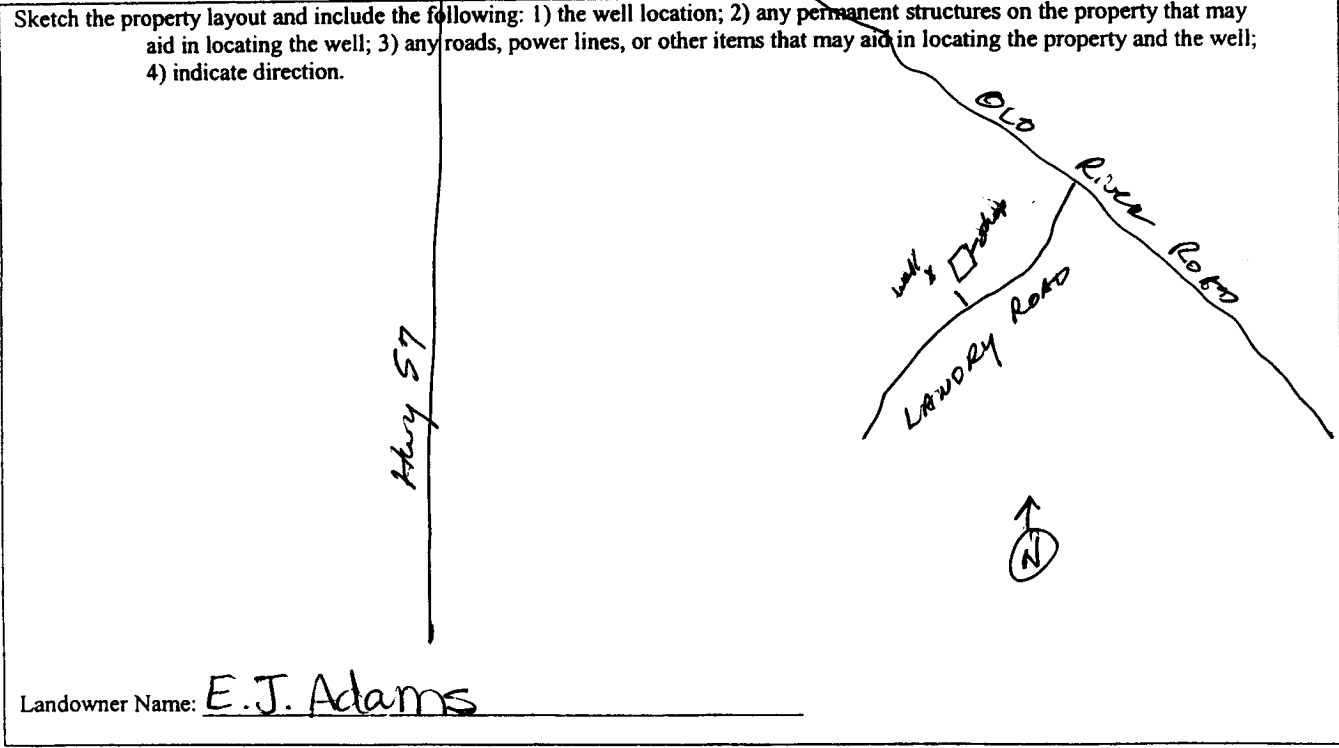 Sketch the property layout and include the following: 1) the well location; 2) any permanent structures on the property that may
aid in locating the well; 3) any roads, power lines, or other items that may aid in locating the property and the well;
4) indicate direction.
OLD RIVER ROAD
well x
shop
LANDRY ROAD
Hwy 57
N
Landowner Name: E.J. Adams